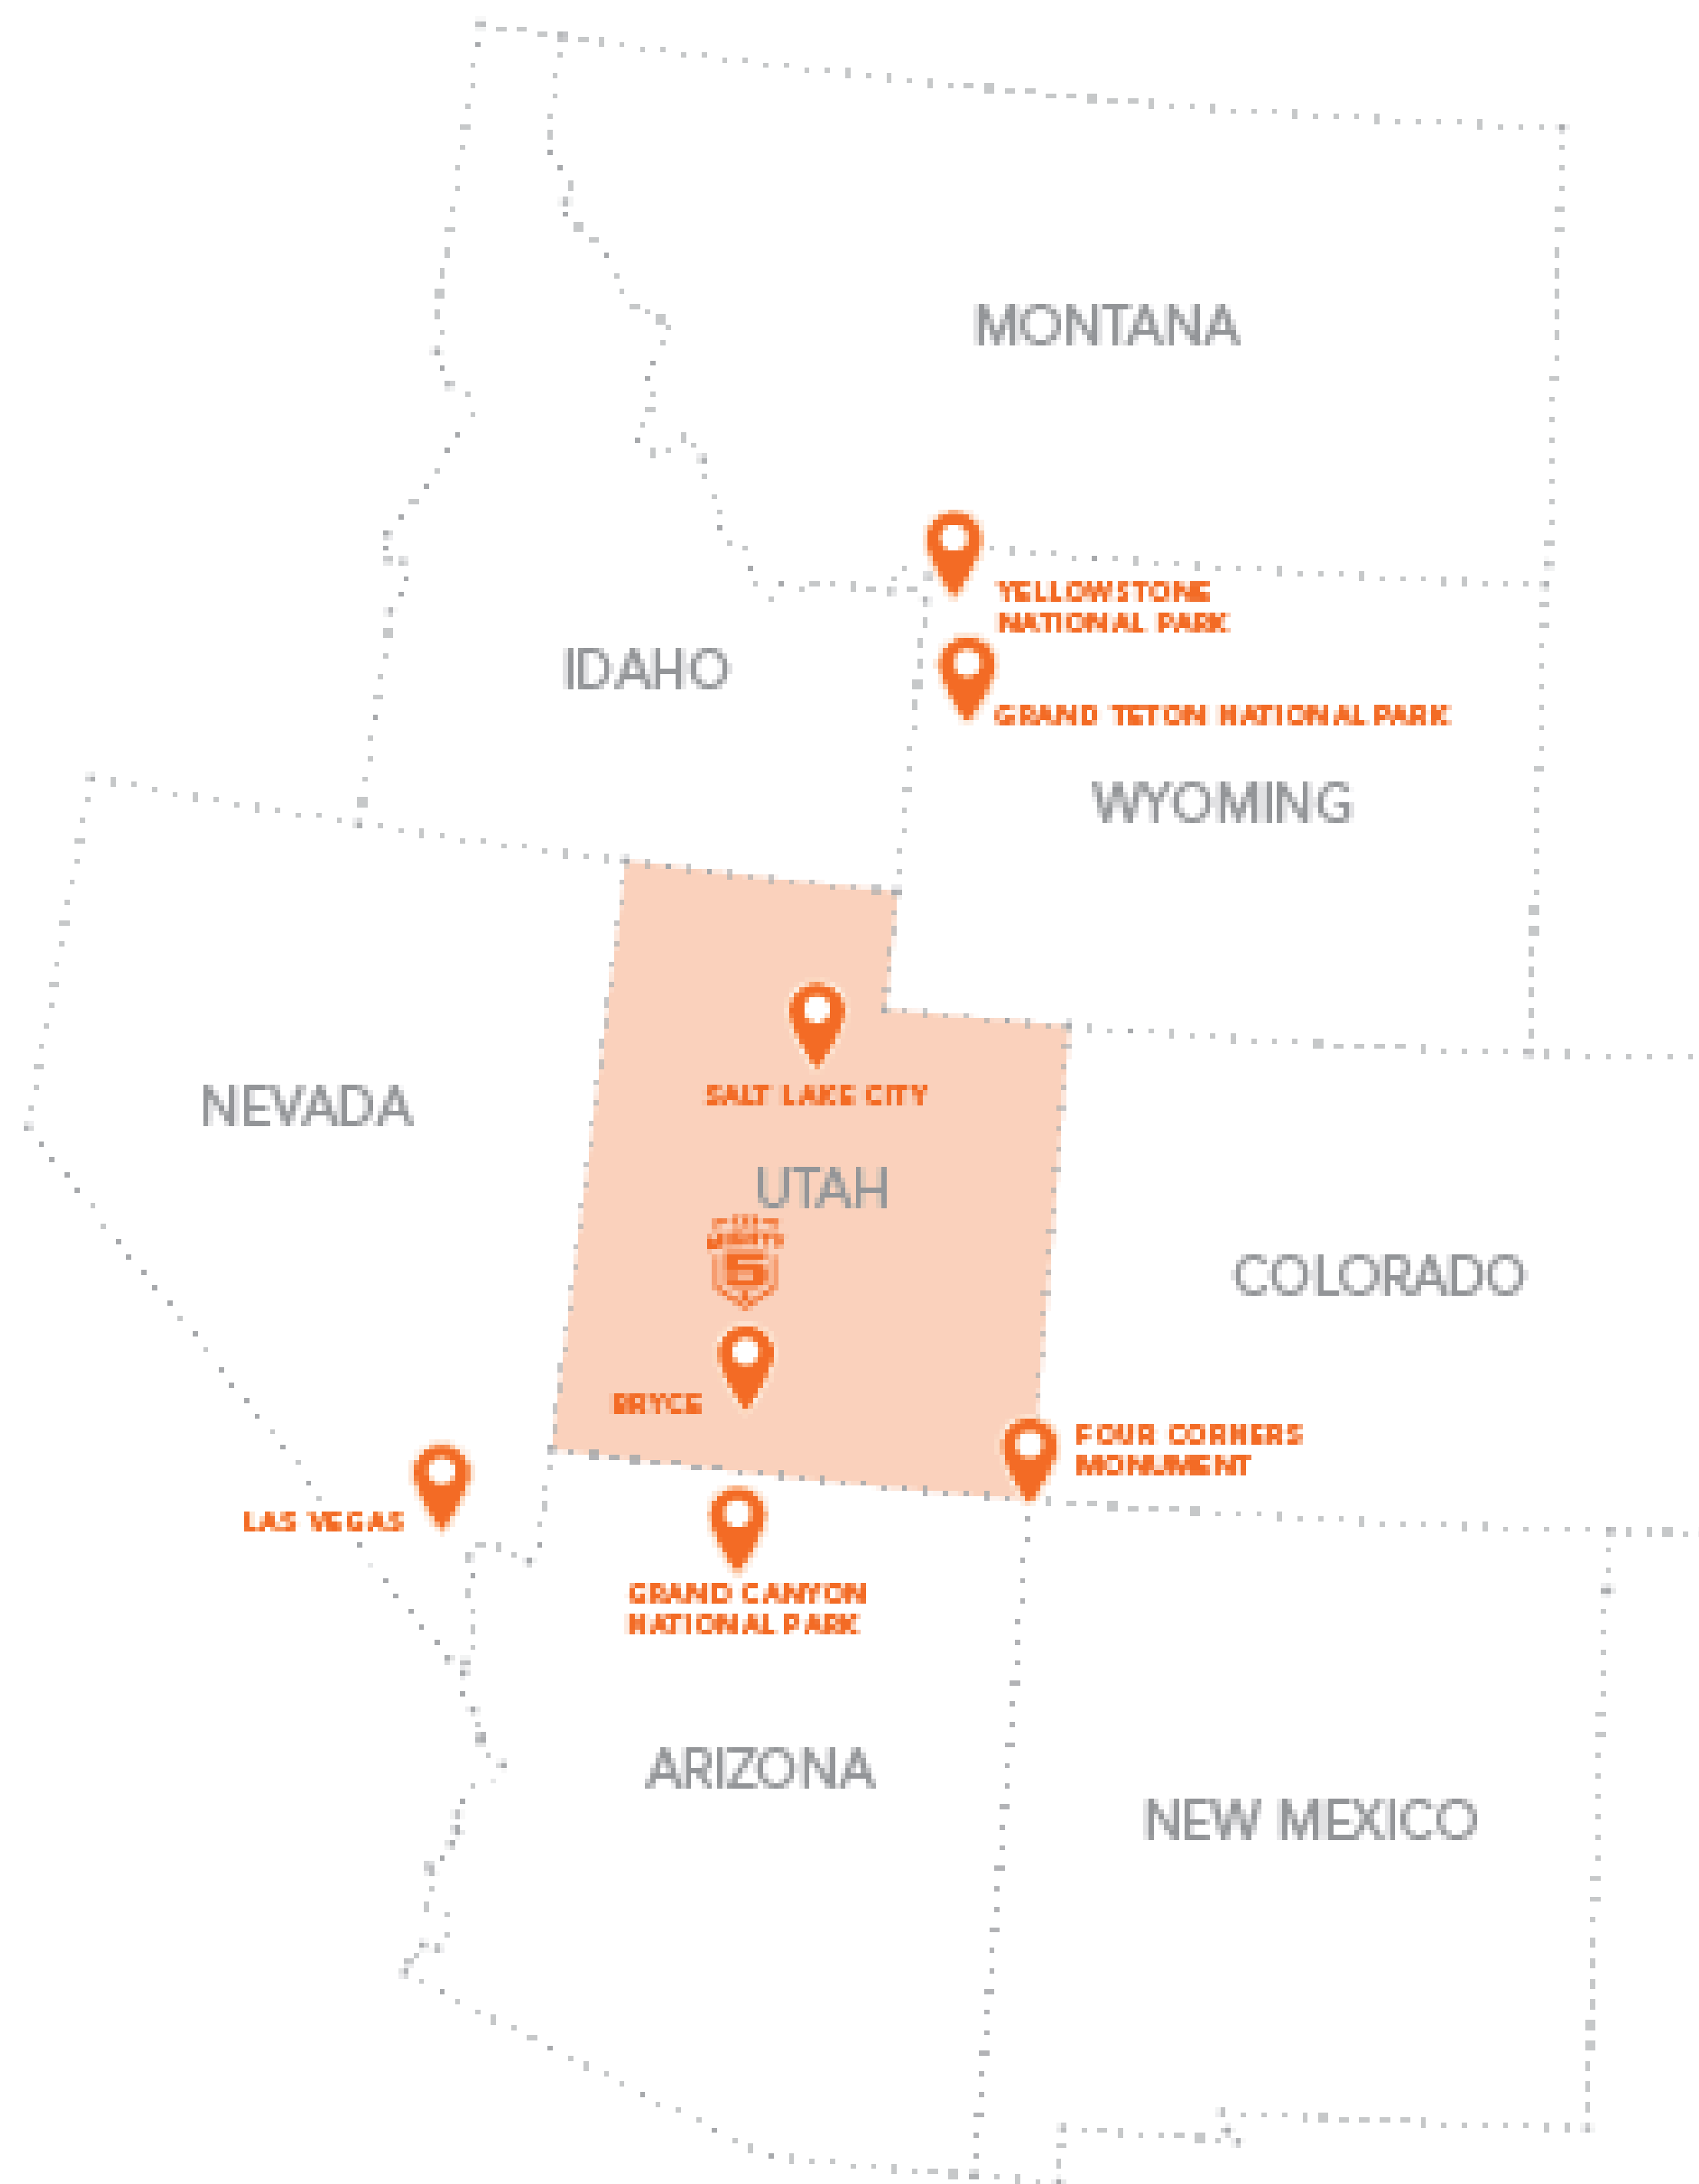 MONTANA
YELLOWSTONE
NATIONAL PARK
IDAHO
GRAND TETON NATIONAL PARK
WYOMING
SALT LAKE CITY
NEVADA
UTAH
5
COLORADO
BRYCE
FOUR CORNERS
MONUMENT
LAS VEGAS
GRAND CANYON
NATIONAL PARK
ARIZONA
NEW MEXICO